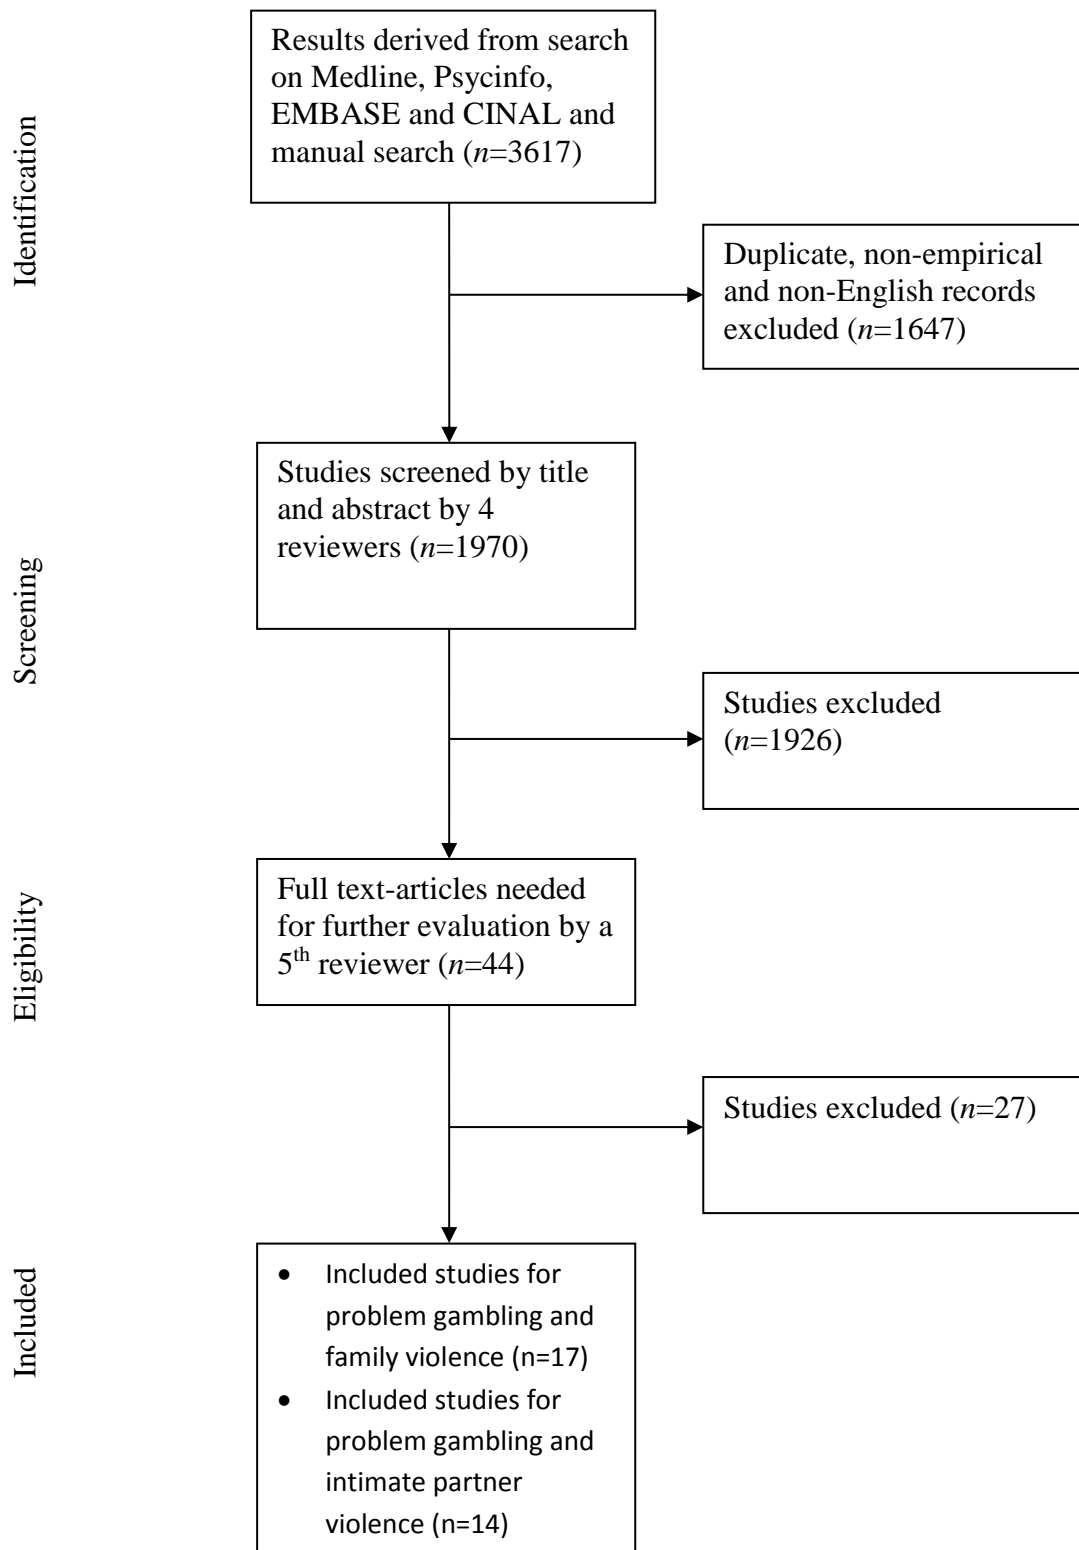 Identification
Results derived from search
on Medline, Psycinfo,
EMBASE and CINAL and
manual search (n=3617)
Duplicate, non-empirical
and non-English records
excluded (n=1647)
Screening
Studies screened by title
and abstract by 4
reviewers (n=1970)
Studies excluded
(n=1926)
Eligibility
Full text-articles needed
for further evaluation by a
5th reviewer (n=44)
Studies excluded (n=27)
Included
• Included studies for
problem gambling and
family violence (n=17)
• Included studies for
problem gambling and
intimate partner
violence (n=14)